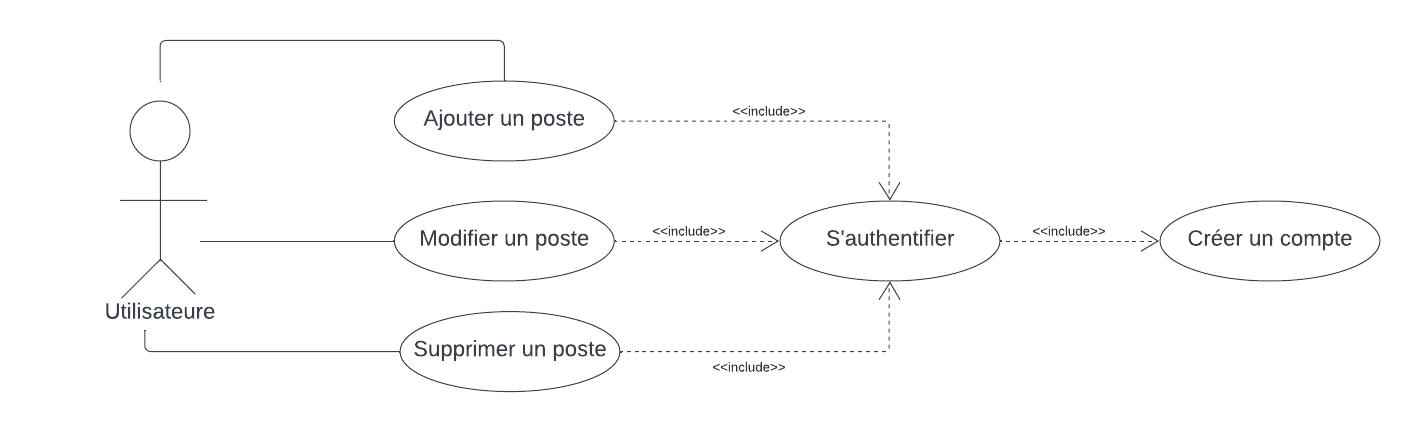 Ajouter un poste
<<include>>
Modifier un poste
<<include>>
S'authentifier
<<include>>
Créer un compte
Utilisateure
Supprimer un poste
<<include>>